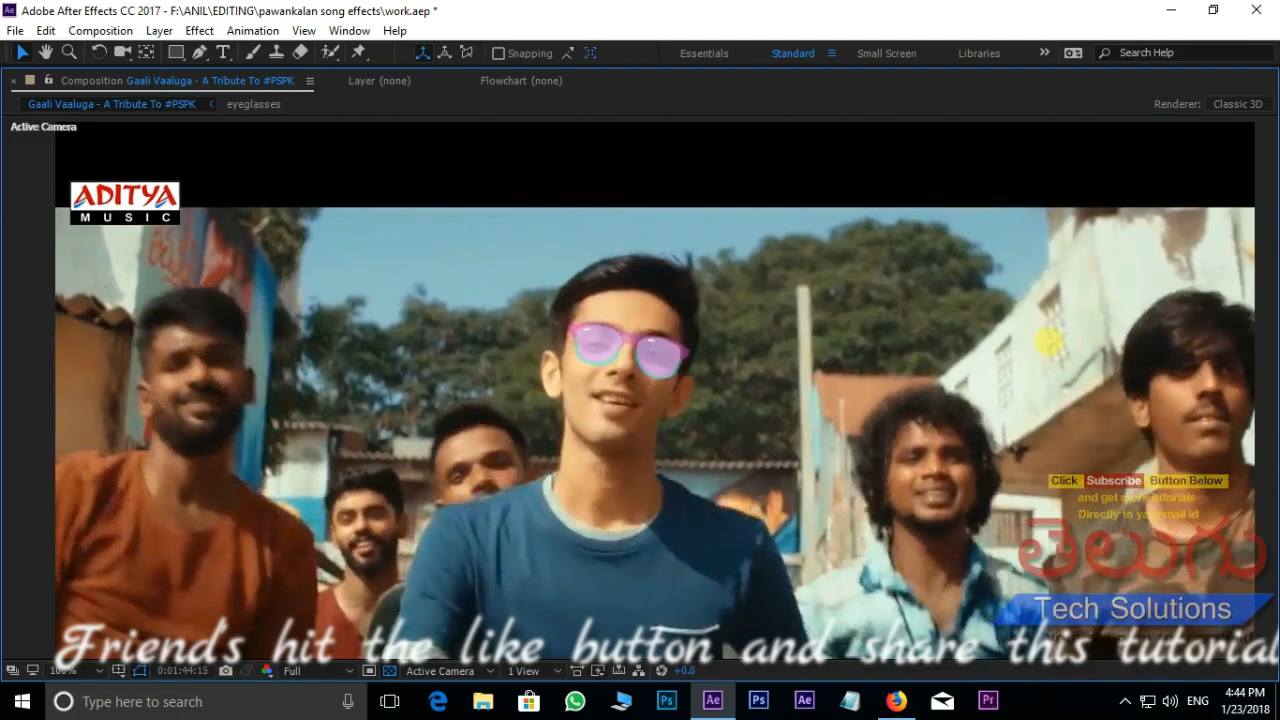 Adobe After Effects CC 2017 - F:\ANIL\EDITING\pawankalan song effects\work.aep *
File Edit Composition Layer Effect Animation View Window Help
Snapping Essentials Standard Small Screen Libraries Search Help
Composition Gaali Vaaluga - A Tribute To #PSPK Layer (none) Flowchart (none)
Gaali Vaaluga - A Tribute To #PSPK eyeglasses Renderer: Classic 3D
Active Camera
ADITYA
MUSIC
Click Subscribe Button Below
and get more tutorials
Directly to your mail id
తెలుగు
Tech Solutions
Friend's hit the like button and share this tutorial
100% 0:01:44:15 Full Active Camera 1 View +0.0
Type here to search
ENG
4:44 PM
1/23/2018